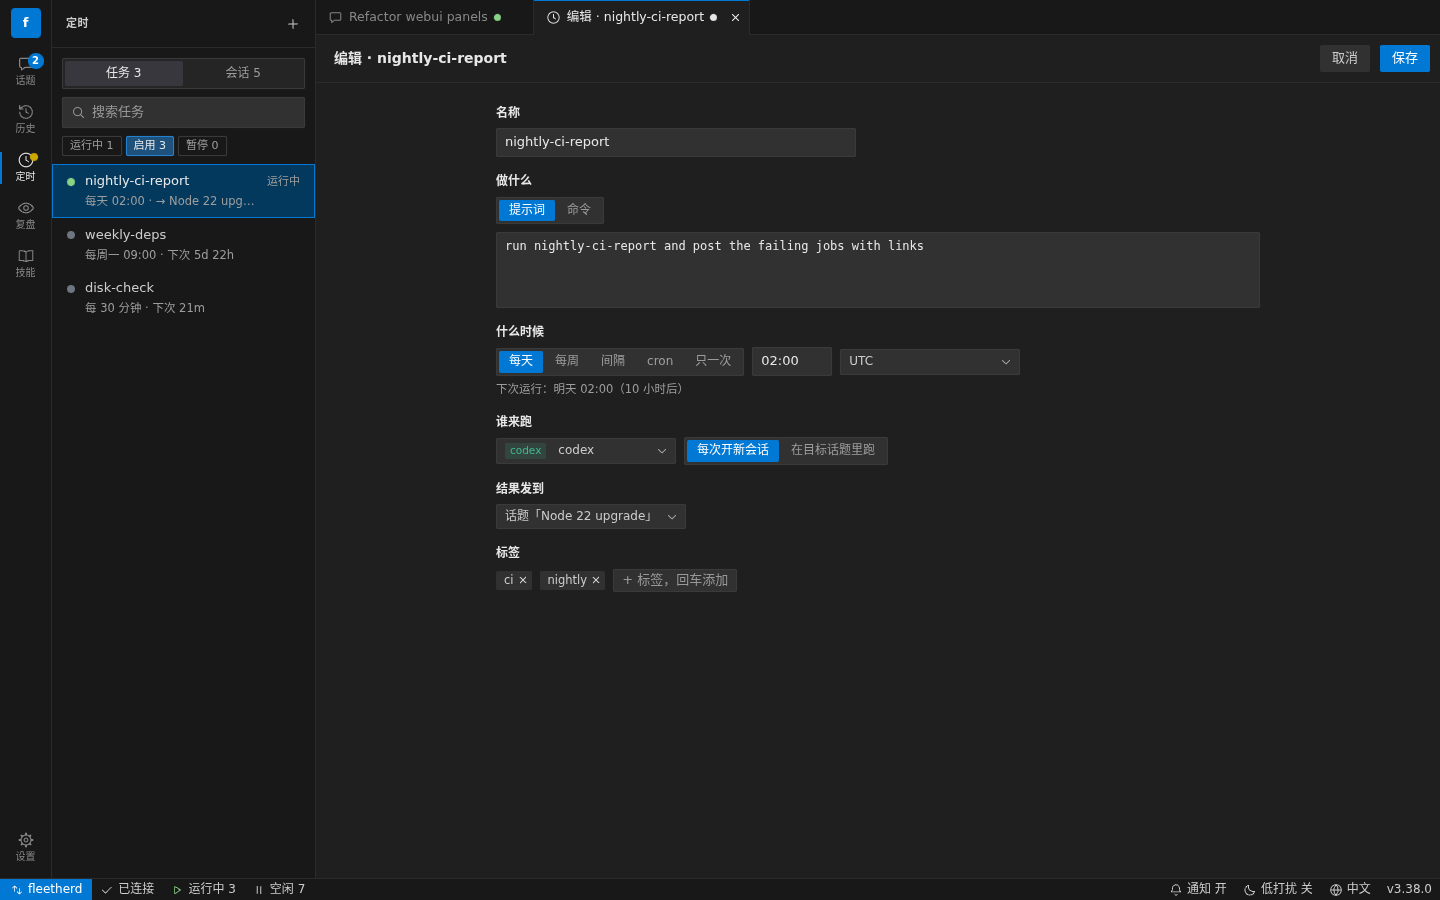 f
2
话题
历史
定时
复盘
技能
设置
定时
任务 3
会话 5
搜索任务
运行中 1
启用 3
暂停 0
nightly-ci-report
运行中
每天 02:00 · → Node 22 upg…
weekly-deps
每周一 09:00 · 下次 5d 22h
disk-check
每 30 分钟 · 下次 21m
Refactor webui panels
编辑 · nightly-ci-report
编辑 · nightly-ci-report
取消
保存
名称
nightly-ci-report
做什么
提示词
命令
run nightly-ci-report and post the failing jobs with links
什么时候
每天
每周
间隔
cron
只一次
02:00
UTC
下次运行：明天 02:00（10 小时后）
谁来跑
codex
codex
每次开新会话
在目标话题里跑
结果发到
话题「Node 22 upgrade」
标签
ci ×
nightly ×
+ 标签，回车添加
fleetherd
已连接
运行中 3
空闲 7
通知 开
低打扰 关
中文
v3.38.0